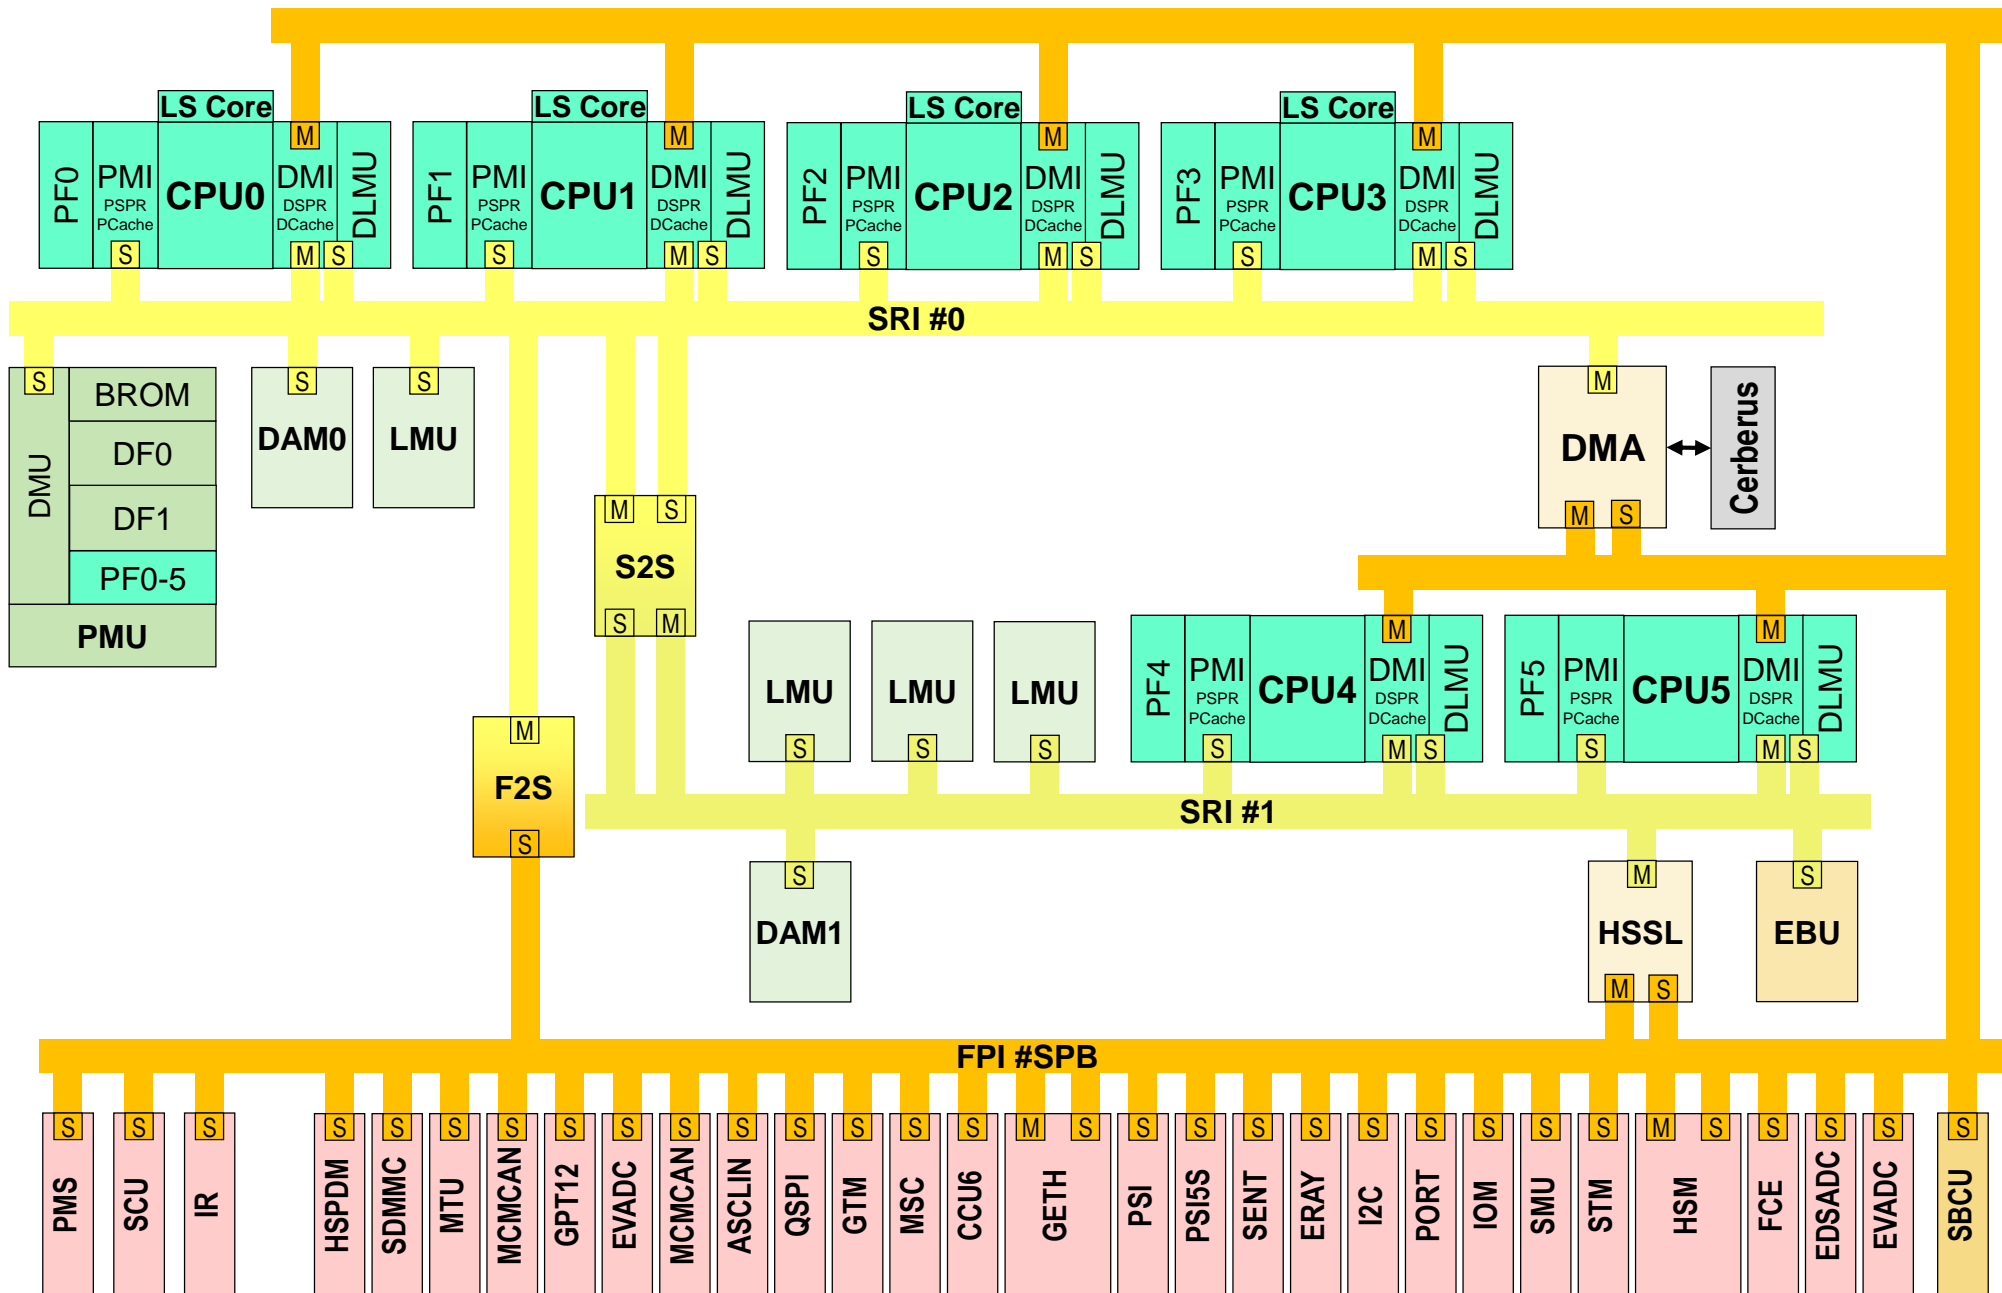 LS Core
LS Core
LS Core
LS Core
M
M
M
M
PF0
PMI
PSPR
PCache
CPU0
DMI
DSPR
DCache
DLMU
S
M
S
PF1
PMI
PSPR
PCache
CPU1
DMI
DSPR
DCache
DLMU
S
M
S
PF2
PMI
PSPR
PCache
CPU2
DMI
DSPR
DCache
DLMU
S
M
S
PF3
PMI
PSPR
PCache
CPU3
DMI
DSPR
DCache
DLMU
S
M
S
SRI #0
S
DMU
BROM
DF0
DF1
PF0-5
PMU
S
DAM0
S
LMU
M
S
S2S
S
M
M
DMA
M
S
Cerberus
M
F2S
S
LMU
S
LMU
S
LMU
S
M
PF4
PMI
PSPR
PCache
CPU4
DMI
DSPR
DCache
DLMU
S
M
S
M
PF5
PMI
PSPR
PCache
CPU5
DMI
DSPR
DCache
DLMU
S
M
S
SRI #1
S
DAM1
M
HSSL
M
S
S
EBU
FPI #SPB
S
PMS
S
SCU
S
IR
S
HSPDM
S
SDMMC
S
MTU
S
MCMCAN
S
GPT12
S
EVADC
S
MCMCAN
S
ASCLIN
S
QSPI
S
GTM
S
MSC
S
CCU6
M
S
GETH
S
PSI
S
PSI5S
S
SENT
S
ERAY
S
I2C
S
PORT
S
IOM
S
SMU
S
STM
M
S
HSM
S
FCE
S
EDSADC
S
EVADC
S
SBCU